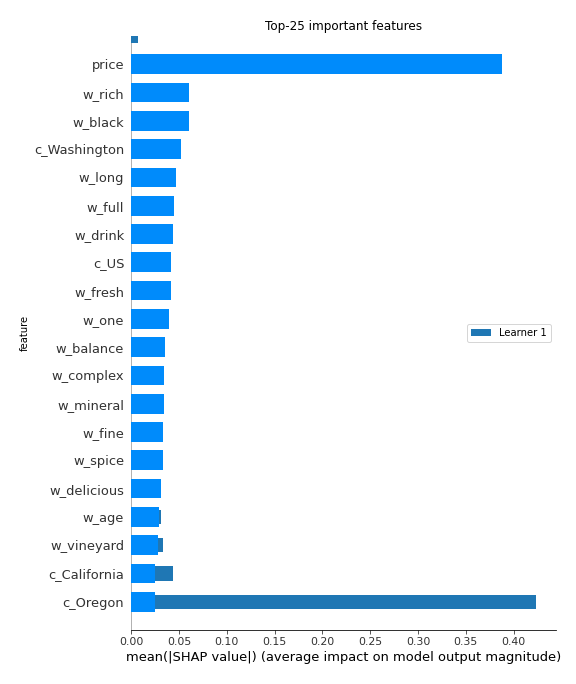 Top-25 important features
price
w_rich
w_black
c_Washington
w_long
w_full
w_drink
c_US
w_fresh
w_one
w_balance
w_complex
w_mineral
w_fine
w_spice
w_delicious
w_age
w_vineyard
c_California
c_Oregon
feature
Learner 1
0.00 0.05 0.10 0.15 0.20 0.25 0.30 0.35 0.40
mean(|SHAP value|) (average impact on model output magnitude)